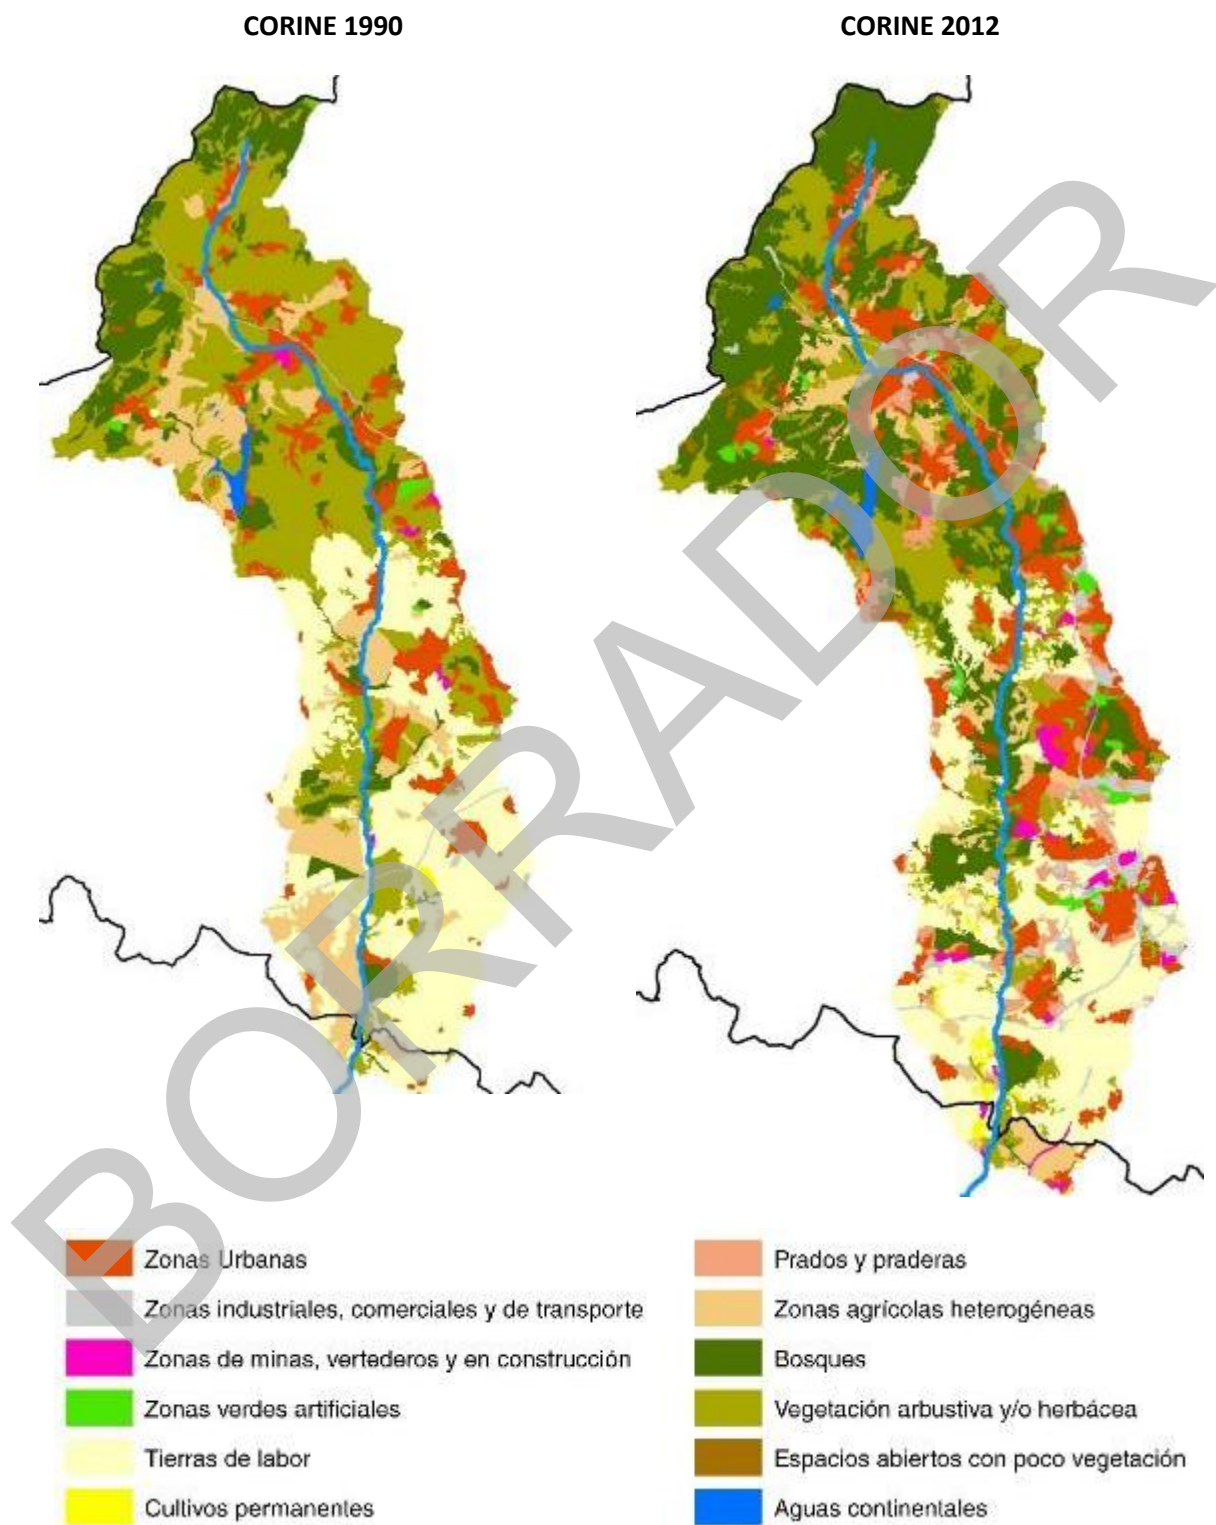 CORINE 1990
CORINE 2012
BORRADOR
Zonas Urbanas
Zonas industriales, comerciales y de transporte
Zonas de minas, vertederos y en construcción
Zonas verdes artificiales
Tierras de labor
Cultivos permanentes
Prados y praderas
Zonas agrícolas heterogéneas
Bosques
Vegetación arbustiva y/o herbácea
Espacios abiertos con poco vegetación
Aguas continentales